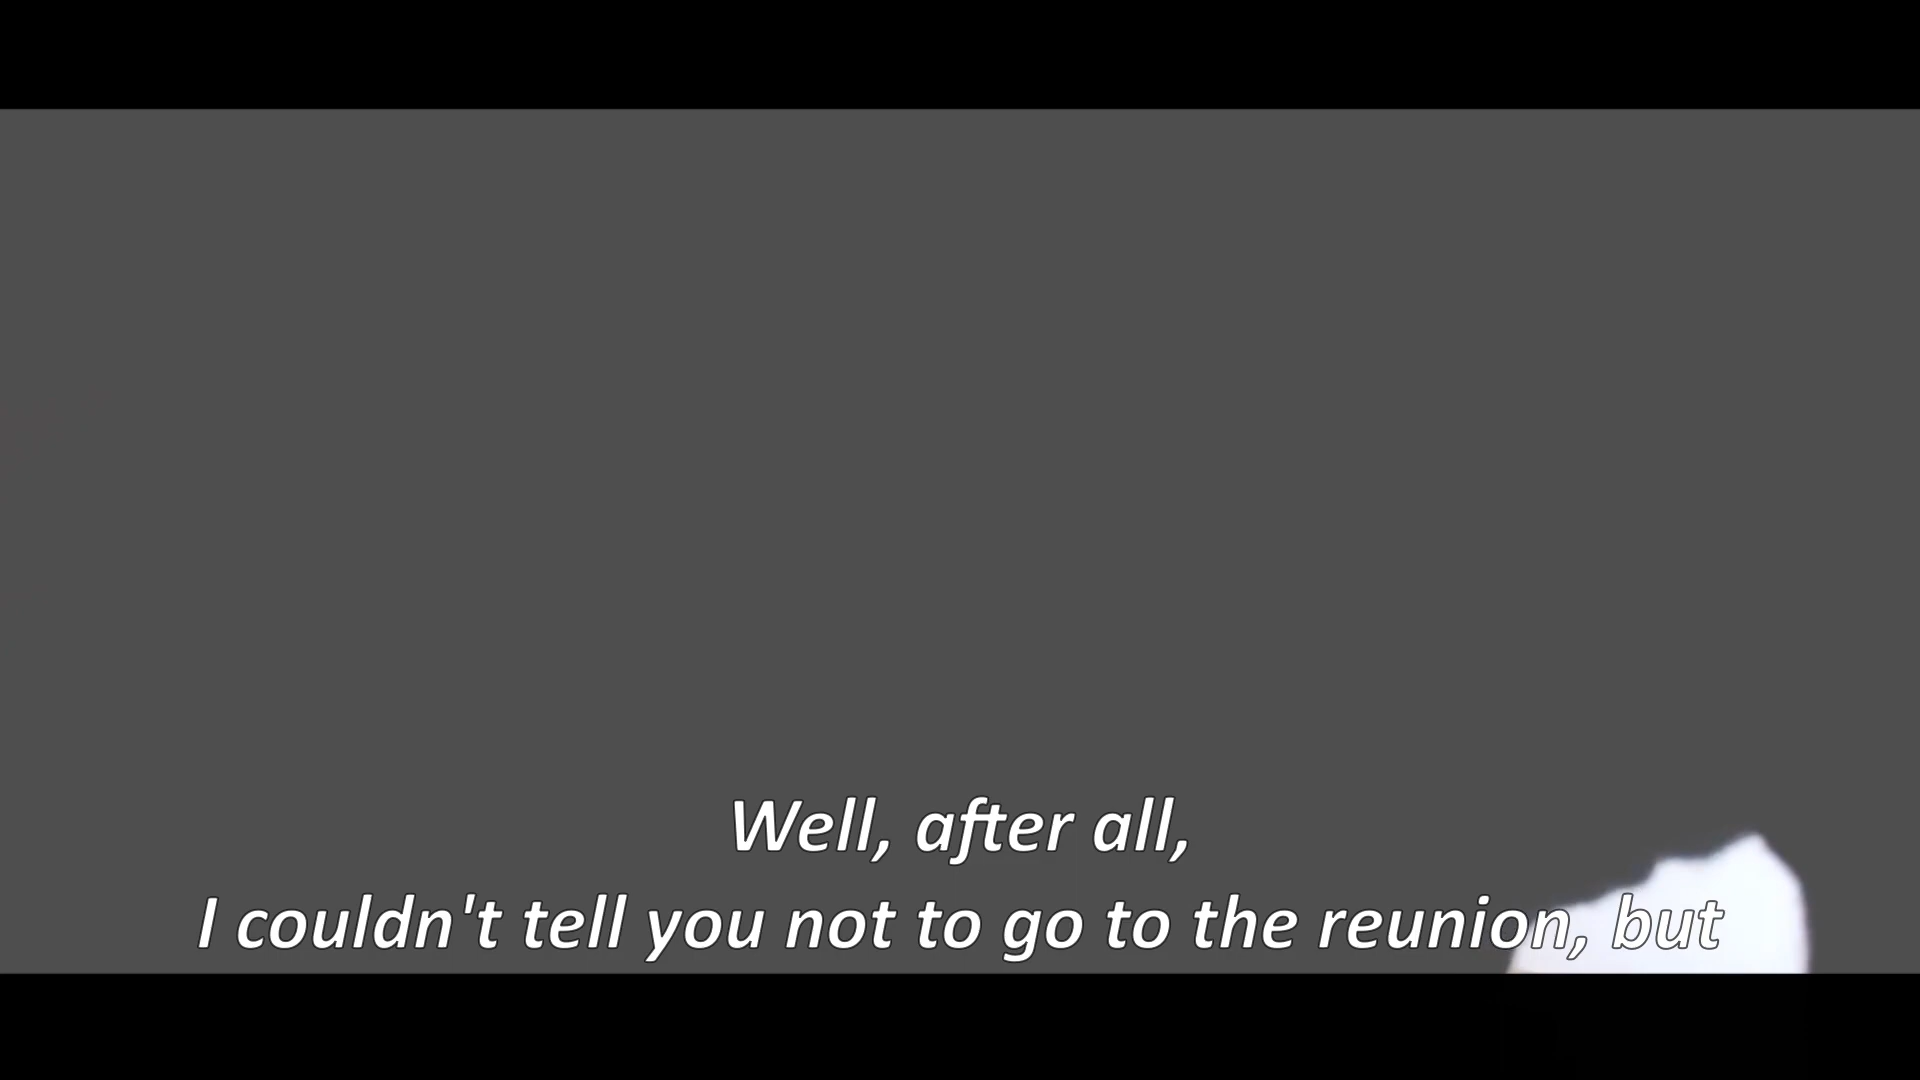 Well, after all,
I couldn't tell you not to go to the reunion, but